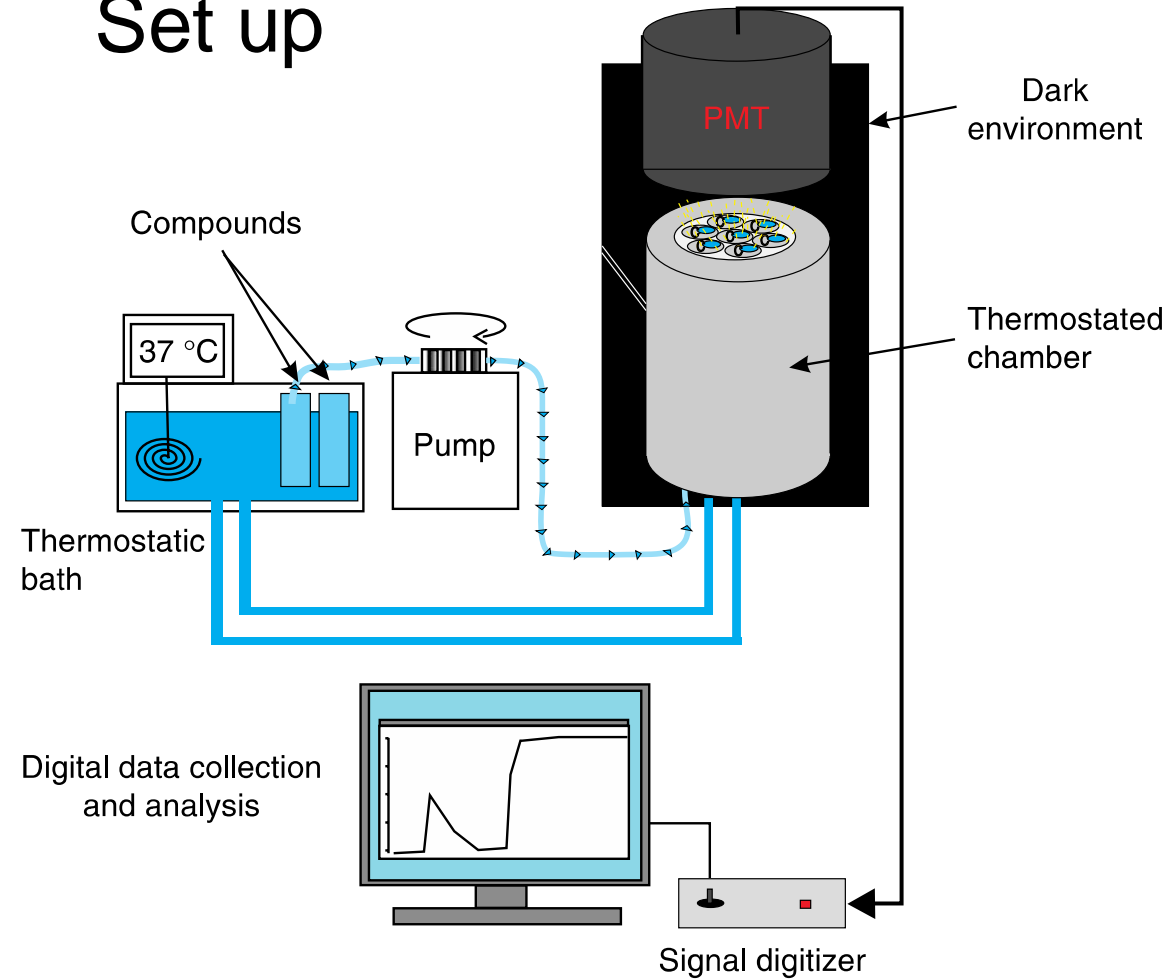 Set up
PMT
Dark
environment
Compounds
37 °C
Thermostated
chamber
Pump
Thermostatic
bath
Digital data collection
and analysis
Signal digitizer